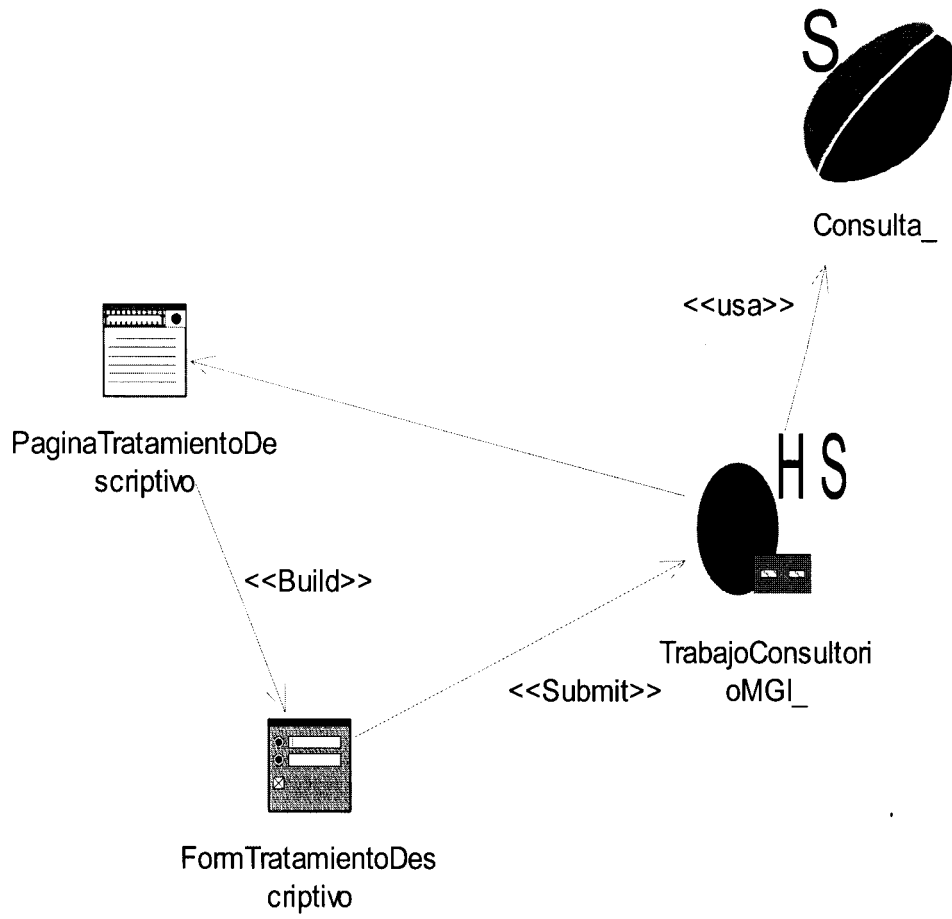 S
Consulta_
<<usa>>
PaginaTratamientoDe
scriptivo
H S
<<Build>>
TrabajoConsultori
oMGI_
<<Submit>>
FormTratamientoDes
criptivo